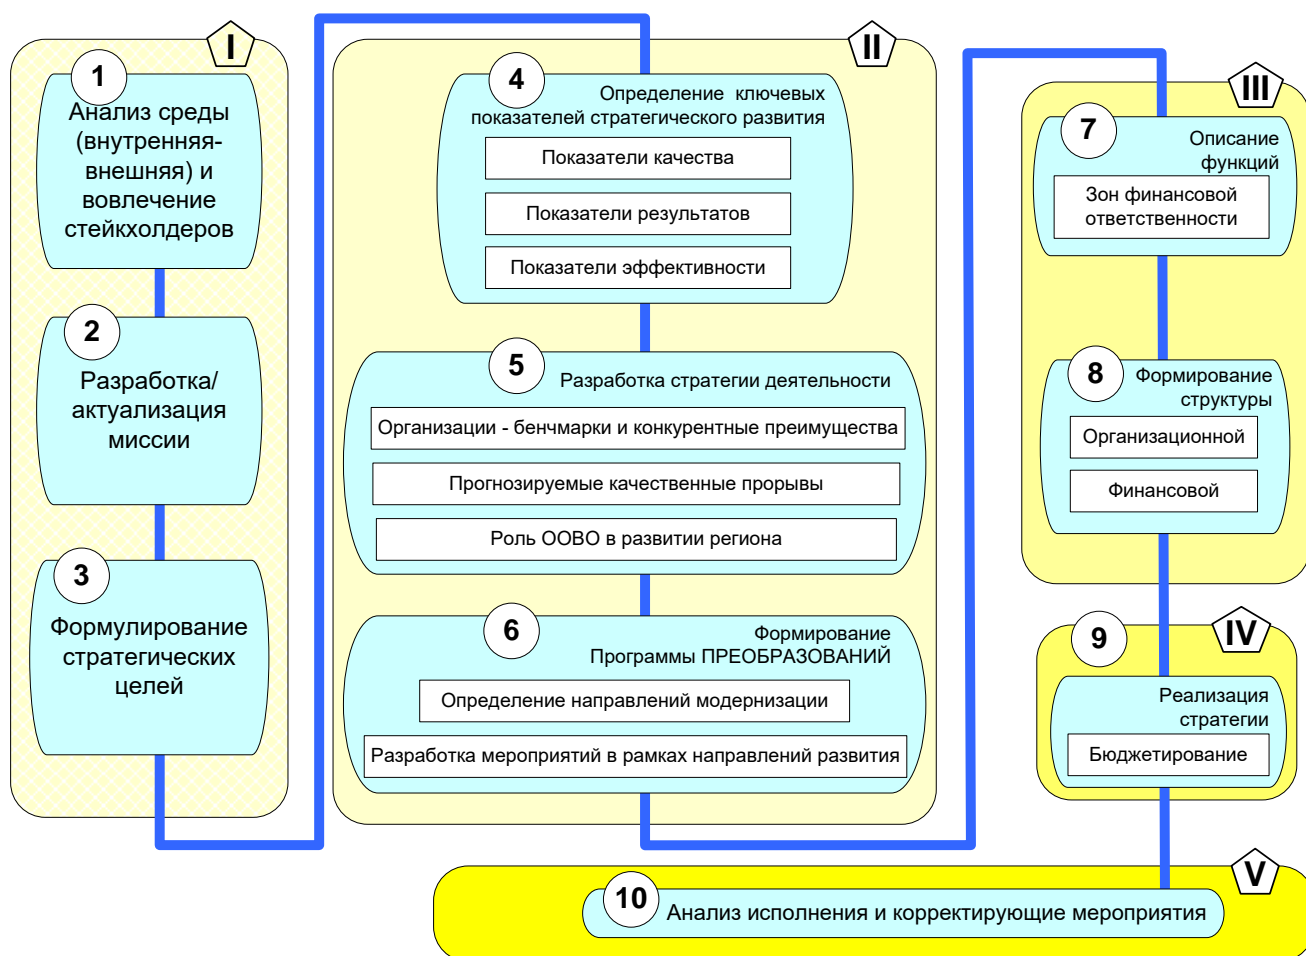 I
1
Анализ среды
(внутренняя-
внешняя) и
вовлечение
стейкхолдеров
2
Разработка/
актуализация
миссии
3
Формулирование
стратегических
целей
II
4
Определение ключевых
показателей стратегического развития
Показатели качества
Показатели результатов
Показатели эффективности
5
Разработка стратегии деятельности
Организации - бенчмарки и конкурентные преимущества
Прогнозируемые качественные прорывы
Роль ООВО в развитии региона
6
Формирование
Программы ПРЕОБРАЗОВАНИЙ
Определение направлений модернизации
Разработка мероприятий в рамках направлений развития
III
7
Описание
функций
Зон финансовой
ответственности
8
Формирование
структуры
Организационной
Финансовой
IV
9
Реализация
стратегии
Бюджетирование
V
10
Анализ исполнения и корректирующие мероприятия